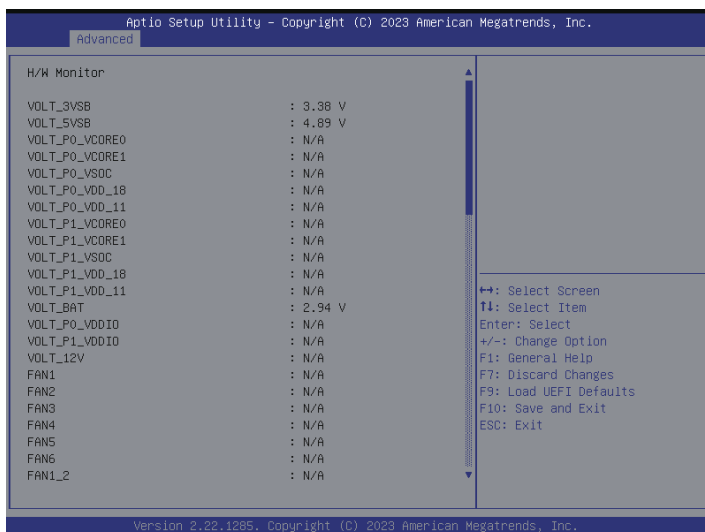 Aptio Setup Utility – Copyright (C) 2023 American Megatrends, Inc.
Advanced
H/W Monitor
VOLT_3VSB : 3.38 V
VOLT_5VSB : 4.89 V
VOLT_P0_VCORE0 : N/A
VOLT_P0_VCORE1 : N/A
VOLT_P0_VSOC : N/A
VOLT_P0_VDD_18 : N/A
VOLT_P0_VDD_11 : N/A
VOLT_P1_VCORE0 : N/A
VOLT_P1_VCORE1 : N/A
VOLT_P1_VSOC : N/A
VOLT_P1_VDD_18 : N/A
VOLT_P1_VDD_11 : N/A
VOLT_BAT : 2.94 V
VOLT_P0_VDDIO : N/A
VOLT_P1_VDDIO : N/A
VOLT_12V : N/A
FAN1 : N/A
FAN2 : N/A
FAN3 : N/A
FAN4 : N/A
FAN5 : N/A
FAN6 : N/A
FAN1_2 : N/A
↔: Select Screen
↑↓: Select Item
Enter: Select
+/-: Change Option
F1: General Help
F7: Discard Changes
F9: Load UEFI Defaults
F10: Save and Exit
ESC: Exit
Version 2.22.1285. Copyright (C) 2023 American Megatrends, Inc.